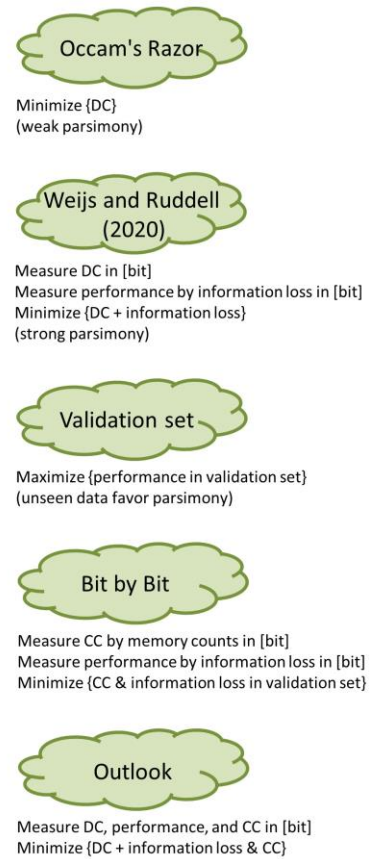 Occam's Razor
Minimize {DC}
(weak parsimony)
Weijs and Ruddell
(2020)
Measure DC in [bit]
Measure performance by information loss in [bit]
Minimize {DC + information loss}
(strong parsimony)
Validation set
Maximize {performance in validation set}
(unseen data favor parsimony)
Bit by Bit
Measure CC by memory counts in [bit]
Measure performance by information loss in [bit]
Minimize {CC & information loss in validation set}
Outlook
Measure DC, performance, and CC in [bit]
Minimize {DC + information loss & CC}